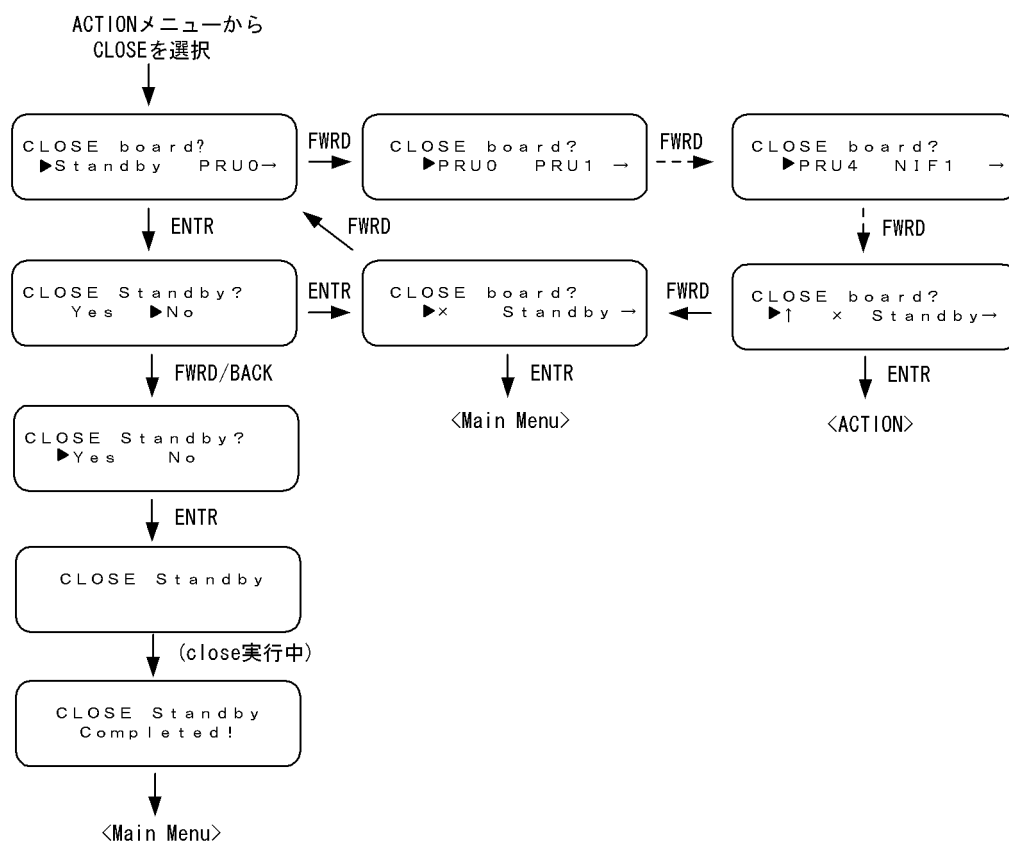 ACTIONメニューから
CLOSEを選択
CLOSE board?
▶Standby PRU0→
FWRD
CLOSE board?
▶PRU0 PRU1 →
FWRD
CLOSE board?
▶PRU4 NIF1 →
ENTR
FWRD
FWRD
CLOSE Standby?
Yes ▶No
ENTR
CLOSE board?
▶× Standby →
FWRD
CLOSE board?
▶↑ × Standby→
FWRD/BACK
ENTR
ENTR
<Main Menu>
<ACTION>
CLOSE Standby?
▶Yes No
ENTR
CLOSE Standby
(close実行中)
CLOSE Standby
Completed!
<Main Menu>